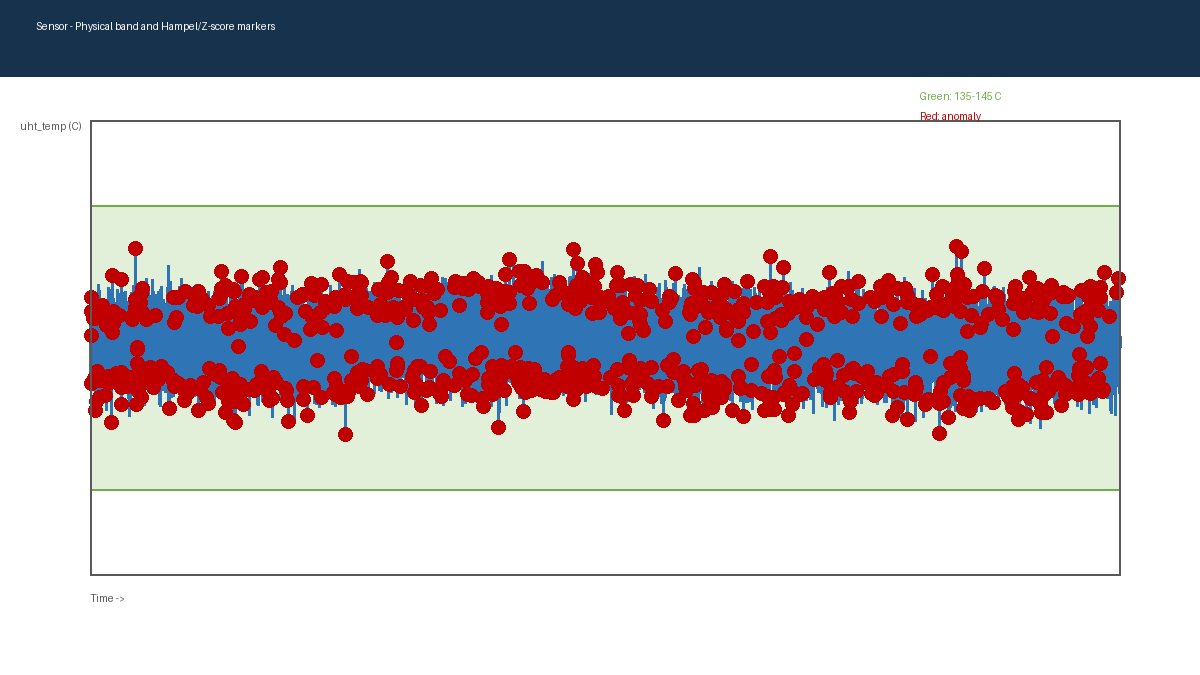 Sensor - Physical band and Hampel/Z-score markers
Green: 135-145 C
Red: anomaly
uht_temp (C)
Time ->